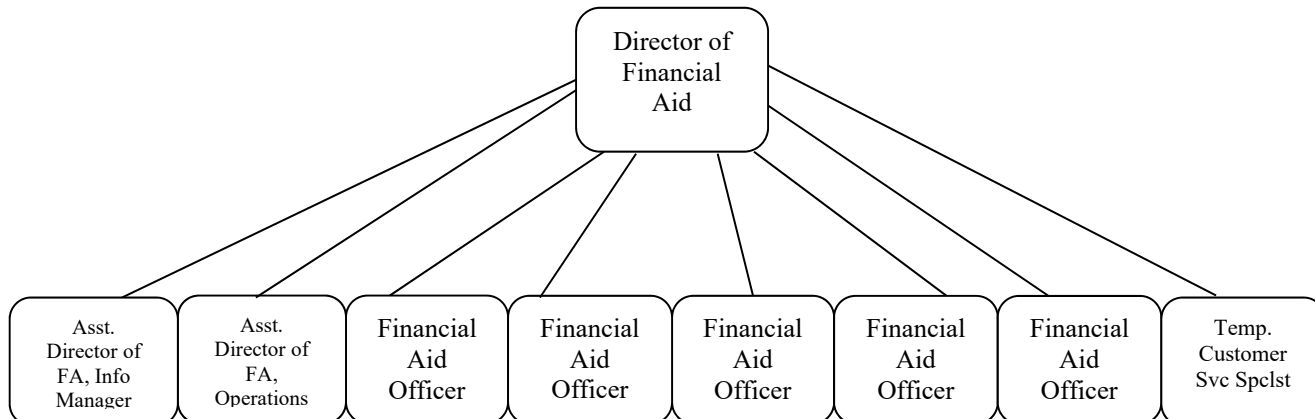 Director of
Financial
Aid
Asst.
Director of
FA, Info
Manager
Asst.
Director of
FA,
Operations
Financial
Aid
Officer
Financial
Aid
Officer
Financial
Aid
Officer
Financial
Aid
Officer
Financial
Aid
Officer
Temp.
Customer
Svc Spclst